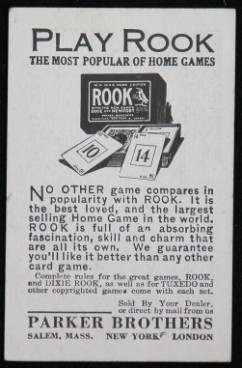 PLAY ROOK
THE MOST POPULAR OF HOME GAMES
ROOK
10
14
NO OTHER game compares in
popularity with ROOK. It is
the best loved, and the largest
selling Home Game in the world.
ROOK is full of an absorbing
fascination, skill and charm that
are all its own. We guarantee
you'll like it better than any other
card game.
Complete rules for the great games, ROOK,
and DIXIE ROOK, as well as for TUXEDO and
other copyrighted games come with each set.
Sold By Your Dealer,
or direct by mail from us
PARKER BROTHERS
SALEM, MASS. NEW YORK LONDON